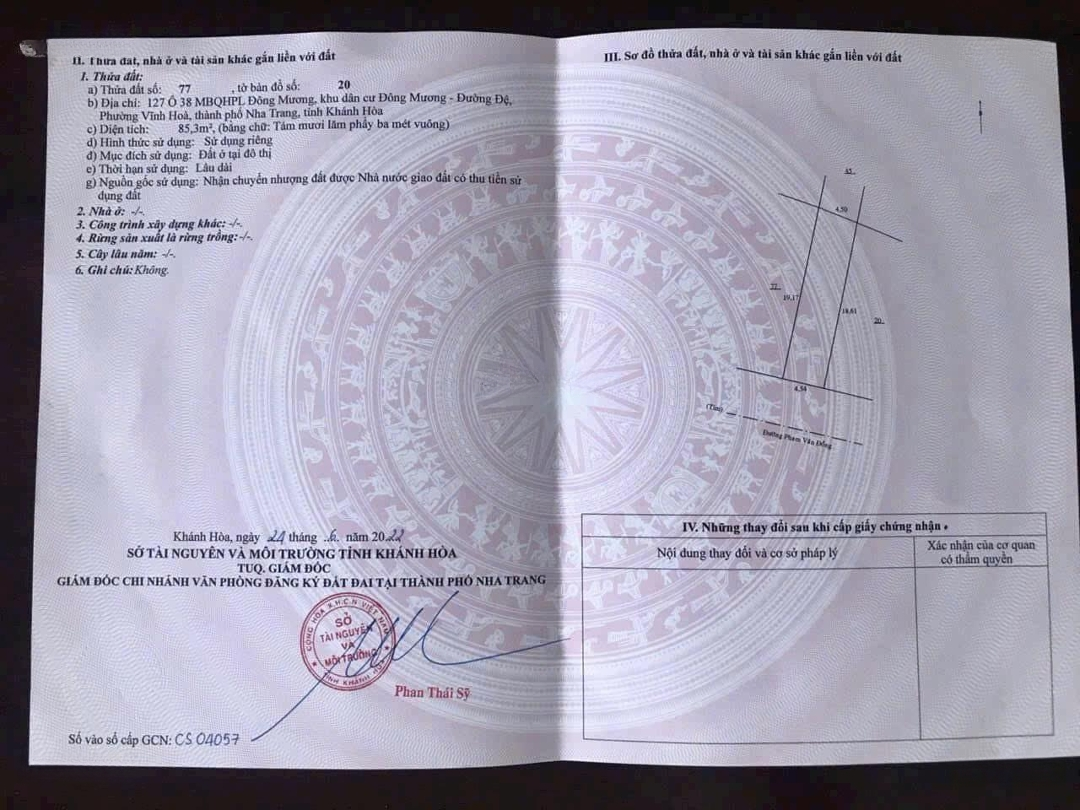 II. Thửa đất, nhà ở và tài sản khác gắn liền với đất
1. Thửa đất:
a) Thửa đất số: 77 , tờ bản đồ số: 20
b) Địa chỉ: 127 Ô 38 MBQHPL Đông Mương, khu dân cư Đông Mương - Đường Đệ,
Phường Vĩnh Hoà, thành phố Nha Trang, tỉnh Khánh Hòa
c) Diện tích: 85,3m², (bằng chữ: Tám mươi lăm phẩy ba mét vuông)
d) Hình thức sử dụng: Sử dụng riêng
đ) Mục đích sử dụng: Đất ở tại đô thị
e) Thời hạn sử dụng: Lâu dài
g) Nguồn gốc sử dụng: Nhận chuyển nhượng đất được Nhà nước giao đất có thu tiền sử
dụng đất
2. Nhà ở: -/-.
3. Công trình xây dựng khác: -/-.
4. Rừng sản xuất là rừng trồng: -/-.
5. Cây lâu năm: -/-.
6. Ghi chú: Không.
Khánh Hòa, ngày 24 tháng 6 năm 2022
SỞ TÀI NGUYÊN VÀ MÔI TRƯỜNG TỈNH KHÁNH HÒA
TUQ. GIÁM ĐỐC
GIÁM ĐỐC CHI NHÁNH VĂN PHÒNG ĐĂNG KÝ ĐẤT ĐAI TẠI THÀNH PHỐ NHA TRANG
CỘNG HÒA X.H.C.N VIỆT NAM
SỞ
TÀI NGUYÊN
VÀ
MÔI TRƯỜNG
TỈNH KHÁNH HÒA
Phan Thái Sỹ
Số vào sổ cấp GCN: CS 04057
III. Sơ đồ thửa đất, nhà ở và tài sản khác gắn liền với đất
4,50
19,17
18,61
20
4,54
(Tim)
Đường Phạm Văn Đồng
IV. Những thay đổi sau khi cấp giấy chứng nhận
Nội dung thay đổi và cơ sở pháp lý
Xác nhận của cơ quan
có thẩm quyền